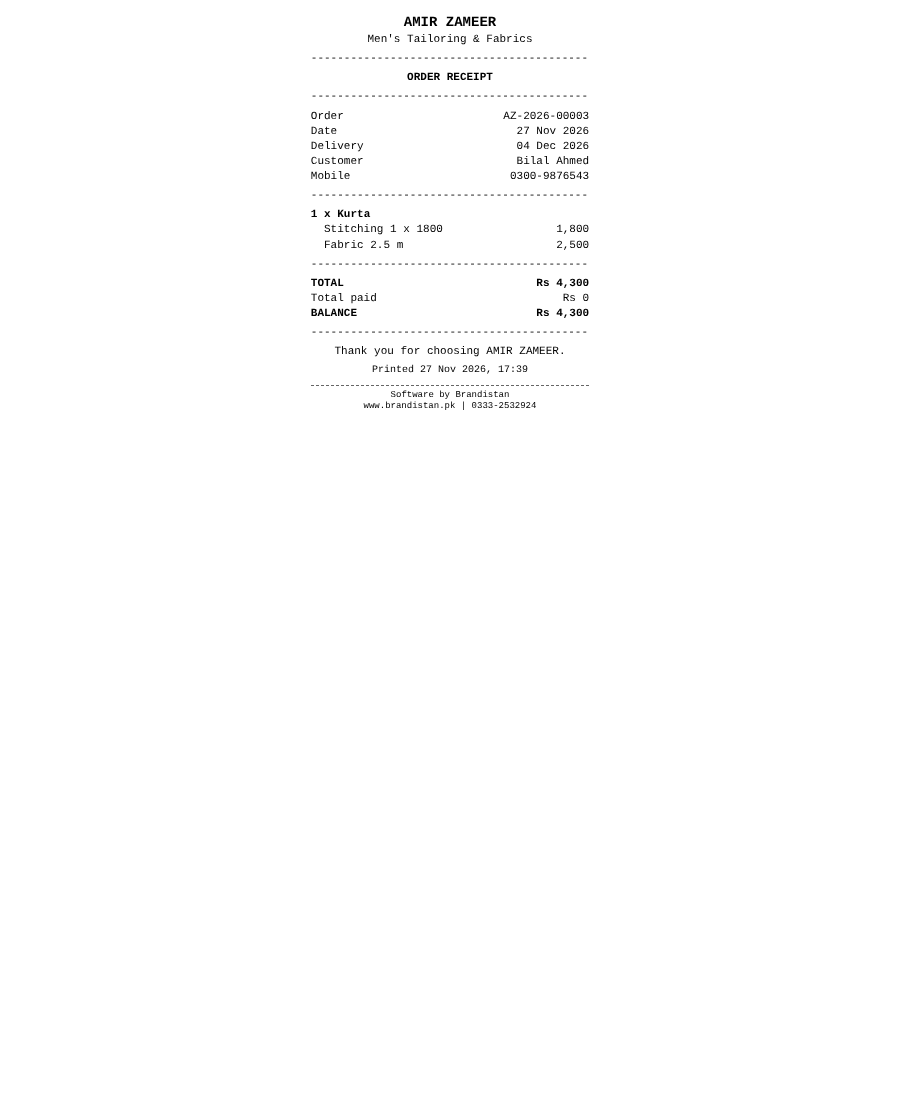 AMIR ZAMEER
Men's Tailoring & Fabrics
------------------------------------------
ORDER RECEIPT
------------------------------------------
Order AZ-2026-00003
Date 27 Nov 2026
Delivery 04 Dec 2026
Customer Bilal Ahmed
Mobile 0300-9876543
------------------------------------------
1 x Kurta
Stitching 1 x 1800 1,800
Fabric 2.5 m 2,500
------------------------------------------
TOTAL Rs 4,300
Total paid Rs 0
BALANCE Rs 4,300
------------------------------------------
Thank you for choosing AMIR ZAMEER.
Printed 27 Nov 2026, 17:39
Software by Brandistan
www.brandistan.pk | 0333-2532924